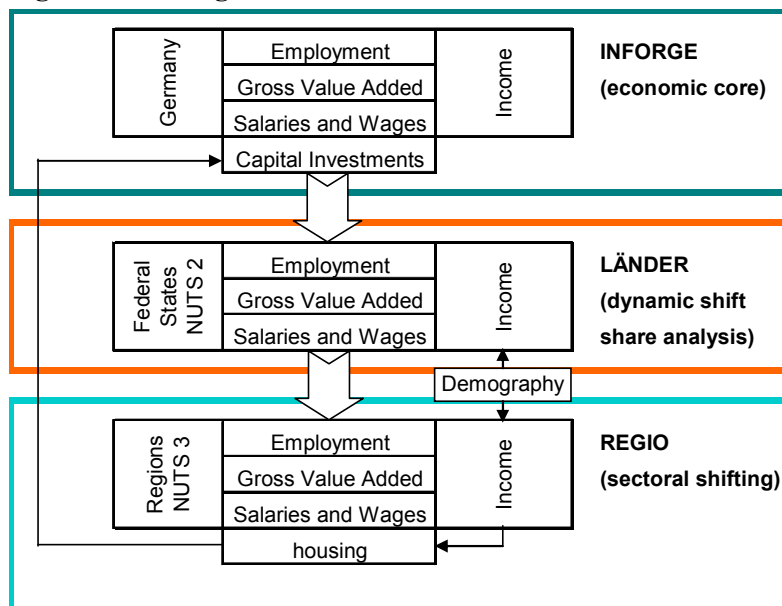 Germany
Employment
Gross Value Added
Salaries and Wages
Capital Investments
Income
INFORGE
(economic core)
Federal
States
NUTS 2
Employment
Gross Value Added
Salaries and Wages
Income
LÄNDER
(dynamic shift
share analysis)
Demography
Regions
NUTS 3
Employment
Gross Value Added
Salaries and Wages
housing
Income
REGIO
(sectoral shifting)